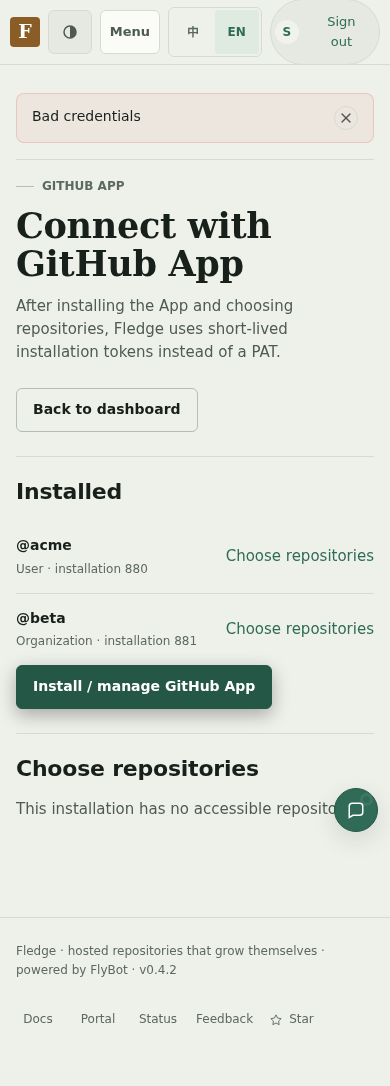 F
Menu
中
EN
S
Sign out
Bad credentials
GITHUB APP
Connect with
GitHub App
After installing the App and choosing
repositories, Fledge uses short-lived
installation tokens instead of a PAT.
Back to dashboard
Installed
@acme
User · installation 880
Choose repositories
@beta
Organization · installation 881
Choose repositories
Install / manage GitHub App
Choose repositories
This installation has no accessible
Fledge · hosted repositories that grow themselves ·
powered by FlyBot · v0.4.2
Docs
Portal
Status
Feedback
Star